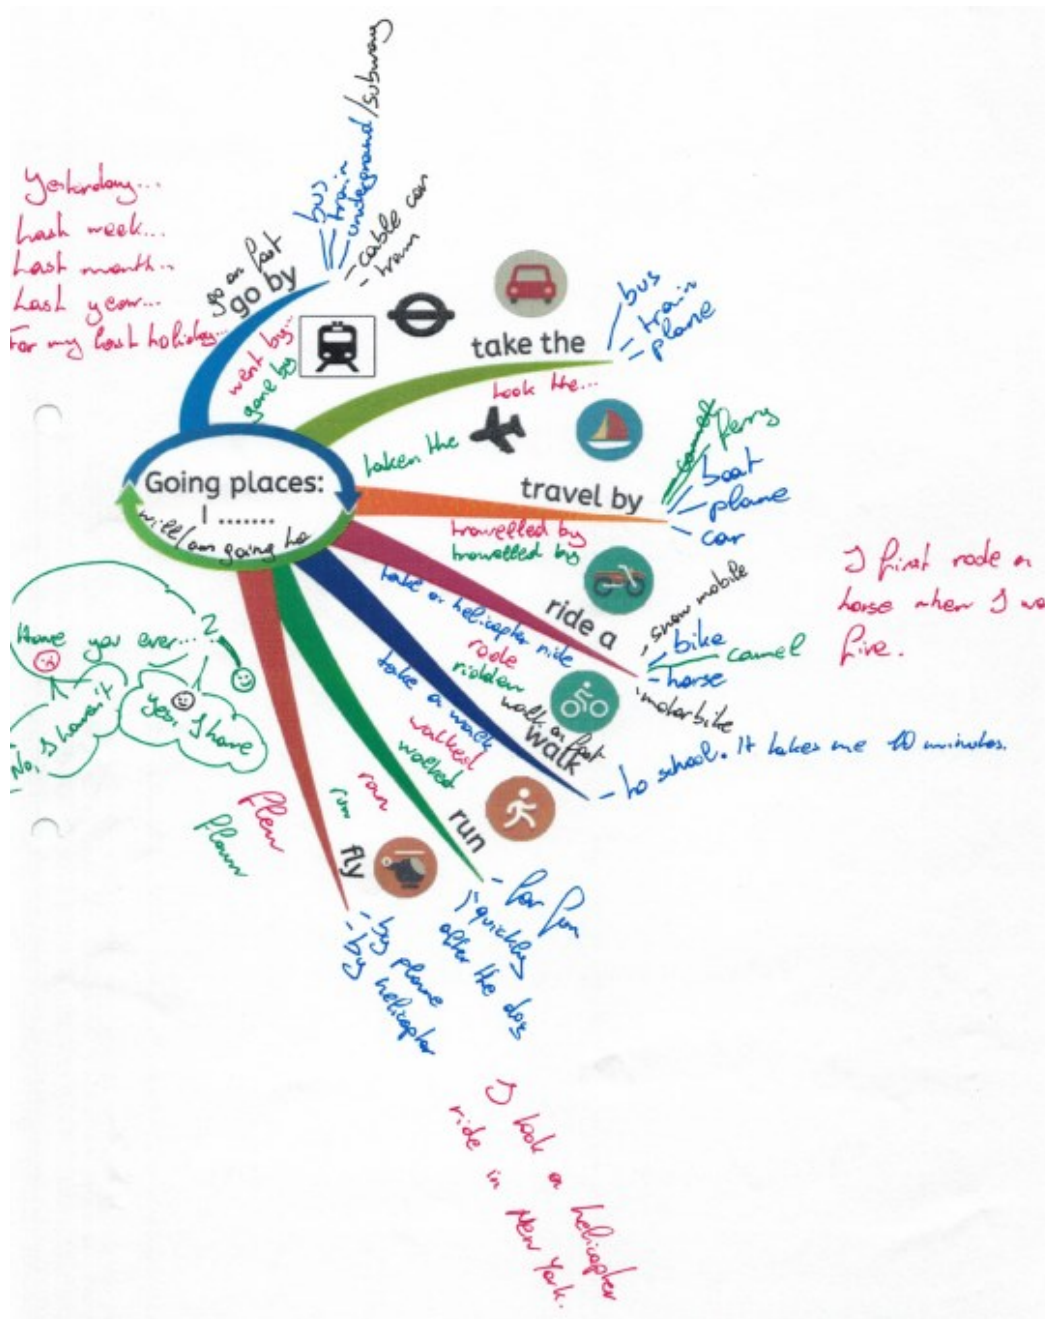 Yesterday...
Last week...
Last month...
Last year...
For my last holiday...
go on foot
go by
went by...
gone by
- bus
- train
- underground/subway
- cable car
- tram
take the
took the...
taken the
bus
- train
- plane
travel by
travelled by
travelled by
ferry
boat
plane
car
Going places:
I .......
will/am going to
take a helicopter ride
ride a
rode
ridden
- snow mobile
- bike
camel
- horse
motorbike
I first rode a
horse when I wa
five.
take a walk
walk on foot
walk
walked
walked
- to school. It takes me 10 minutes.
run
ran
run
- for fun
quickly
after the dog
fly
flew
flown
- by plane
- by helicopter
Have you ever... ?
No, I haven't
Yes, I have
I took a helicopter
ride in
New York.